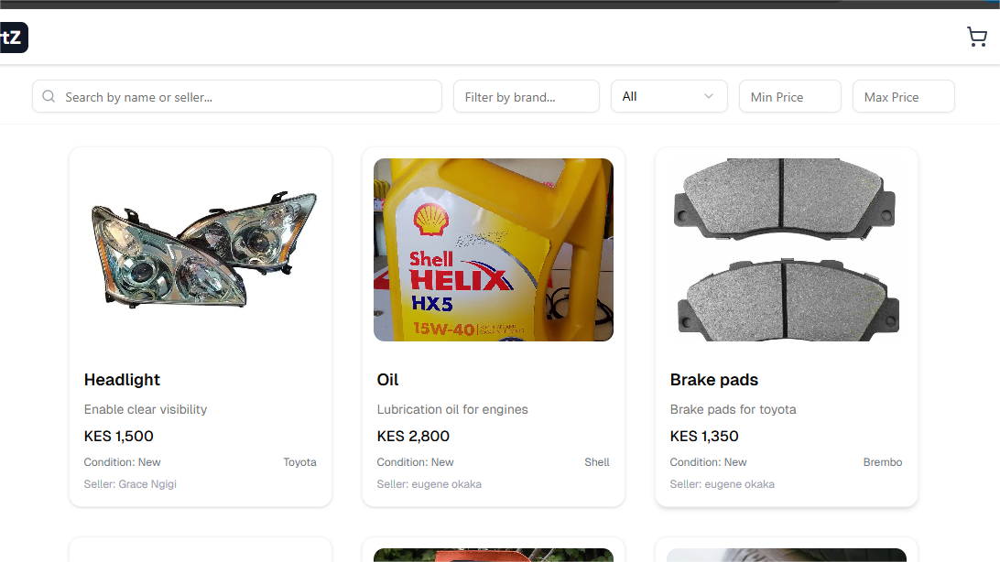 tZ
Search by name or seller...
Filter by brand...
All
Min Price
Max Price
Shell
HELIX
HX5
15W-40
Headlight
Enable clear visibility
KES 1,500
Condition: New
Toyota
Seller: Grace Ngigi
Oil
Lubrication oil for engines
KES 2,800
Condition: New
Shell
Seller: eugene okaka
Brake pads
Brake pads for toyota
KES 1,350
Condition: New
Brembo
Seller: eugene okaka